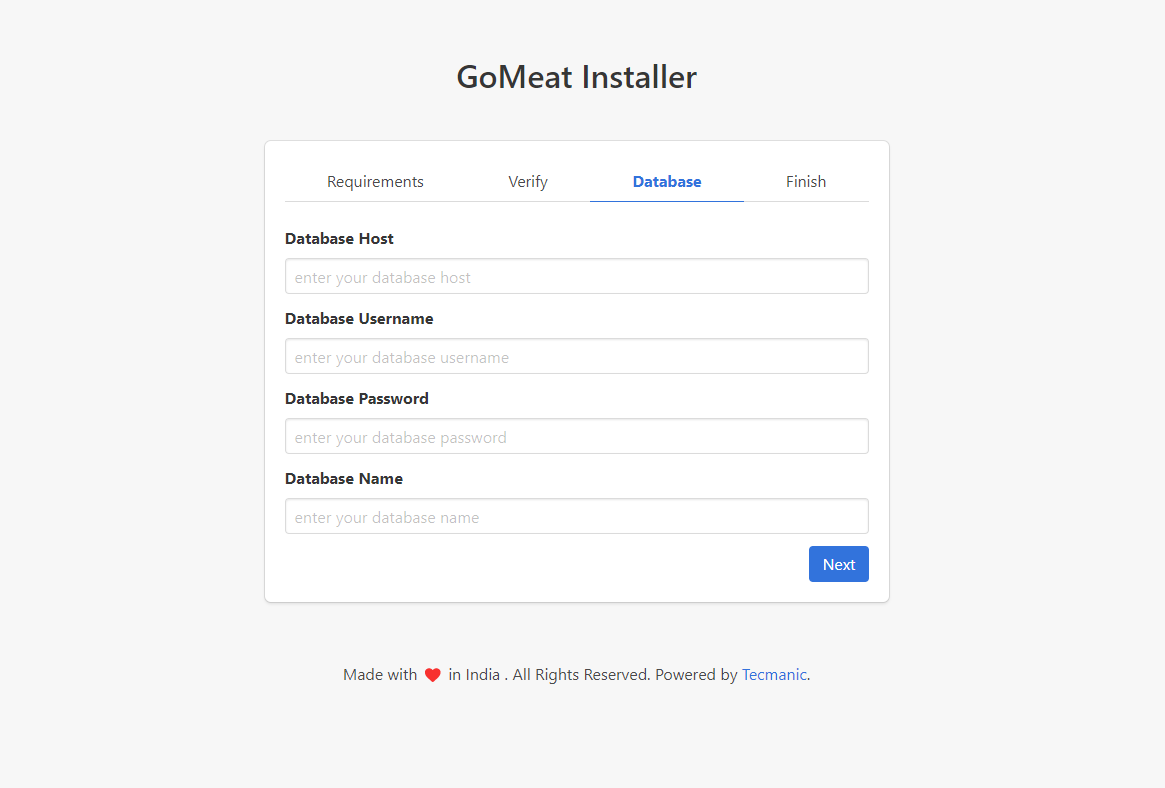 GoMeat Installer
Requirements Verify Database Finish
Database Host
enter your database host
Database Username
enter your database username
Database Password
enter your database password
Database Name
enter your database name
Next
Made with ❤ in India . All Rights Reserved. Powered by Tecmanic.